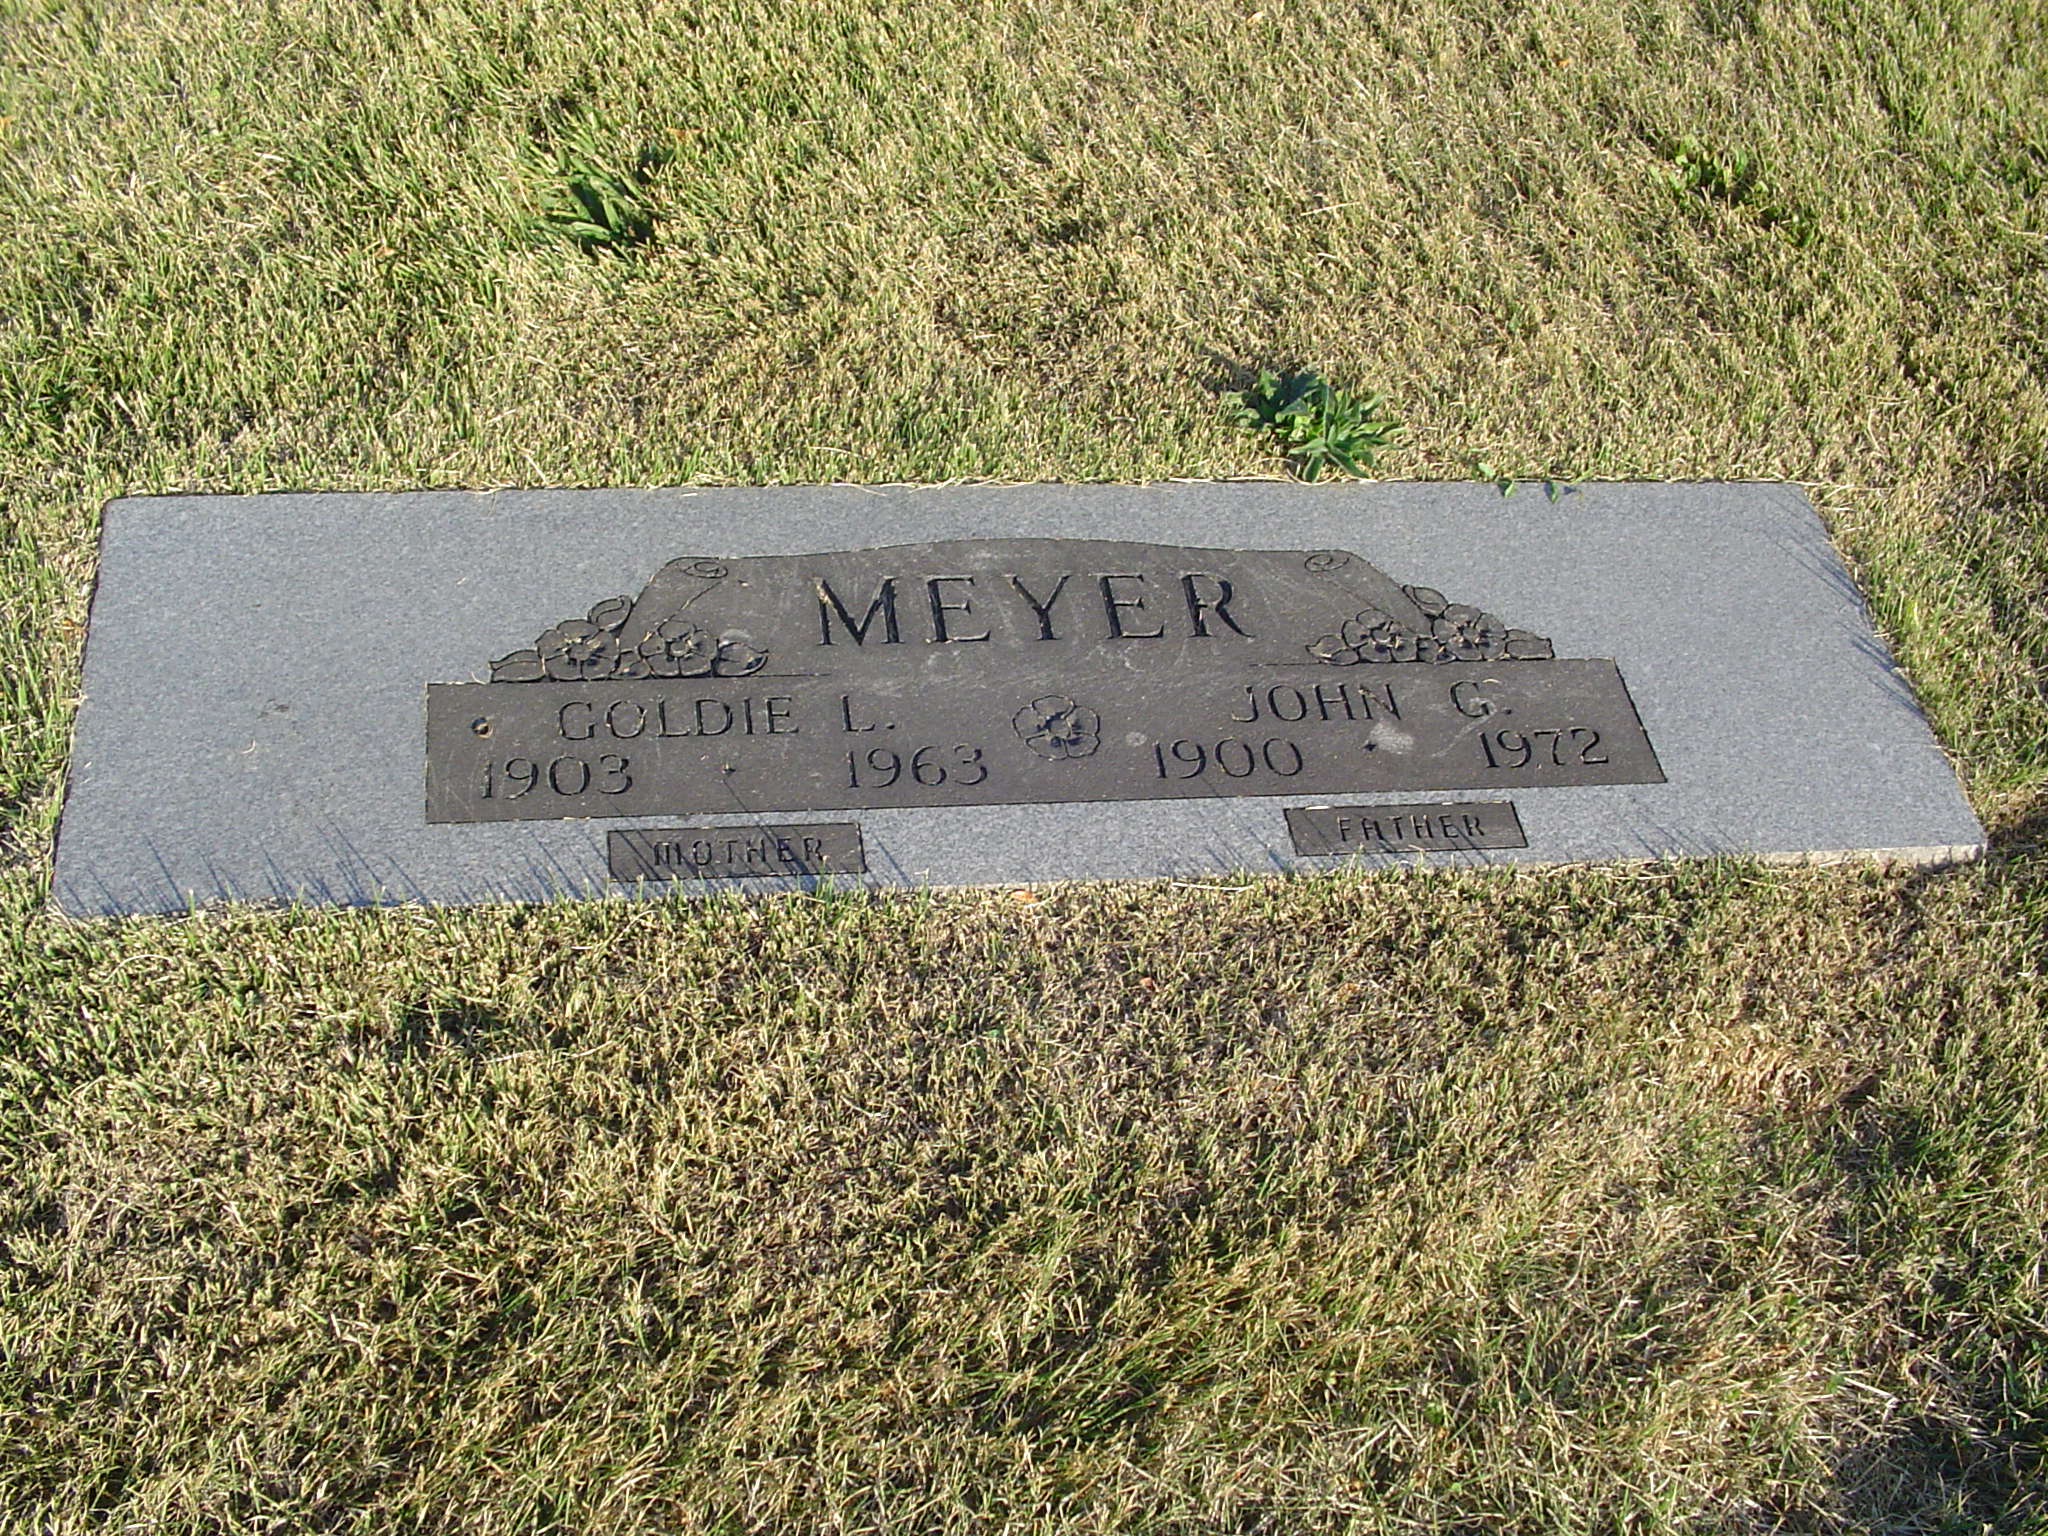 MEYER
GOLDIE L. JOHN G.
1903 1963 1900 1972
MOTHER FATHER